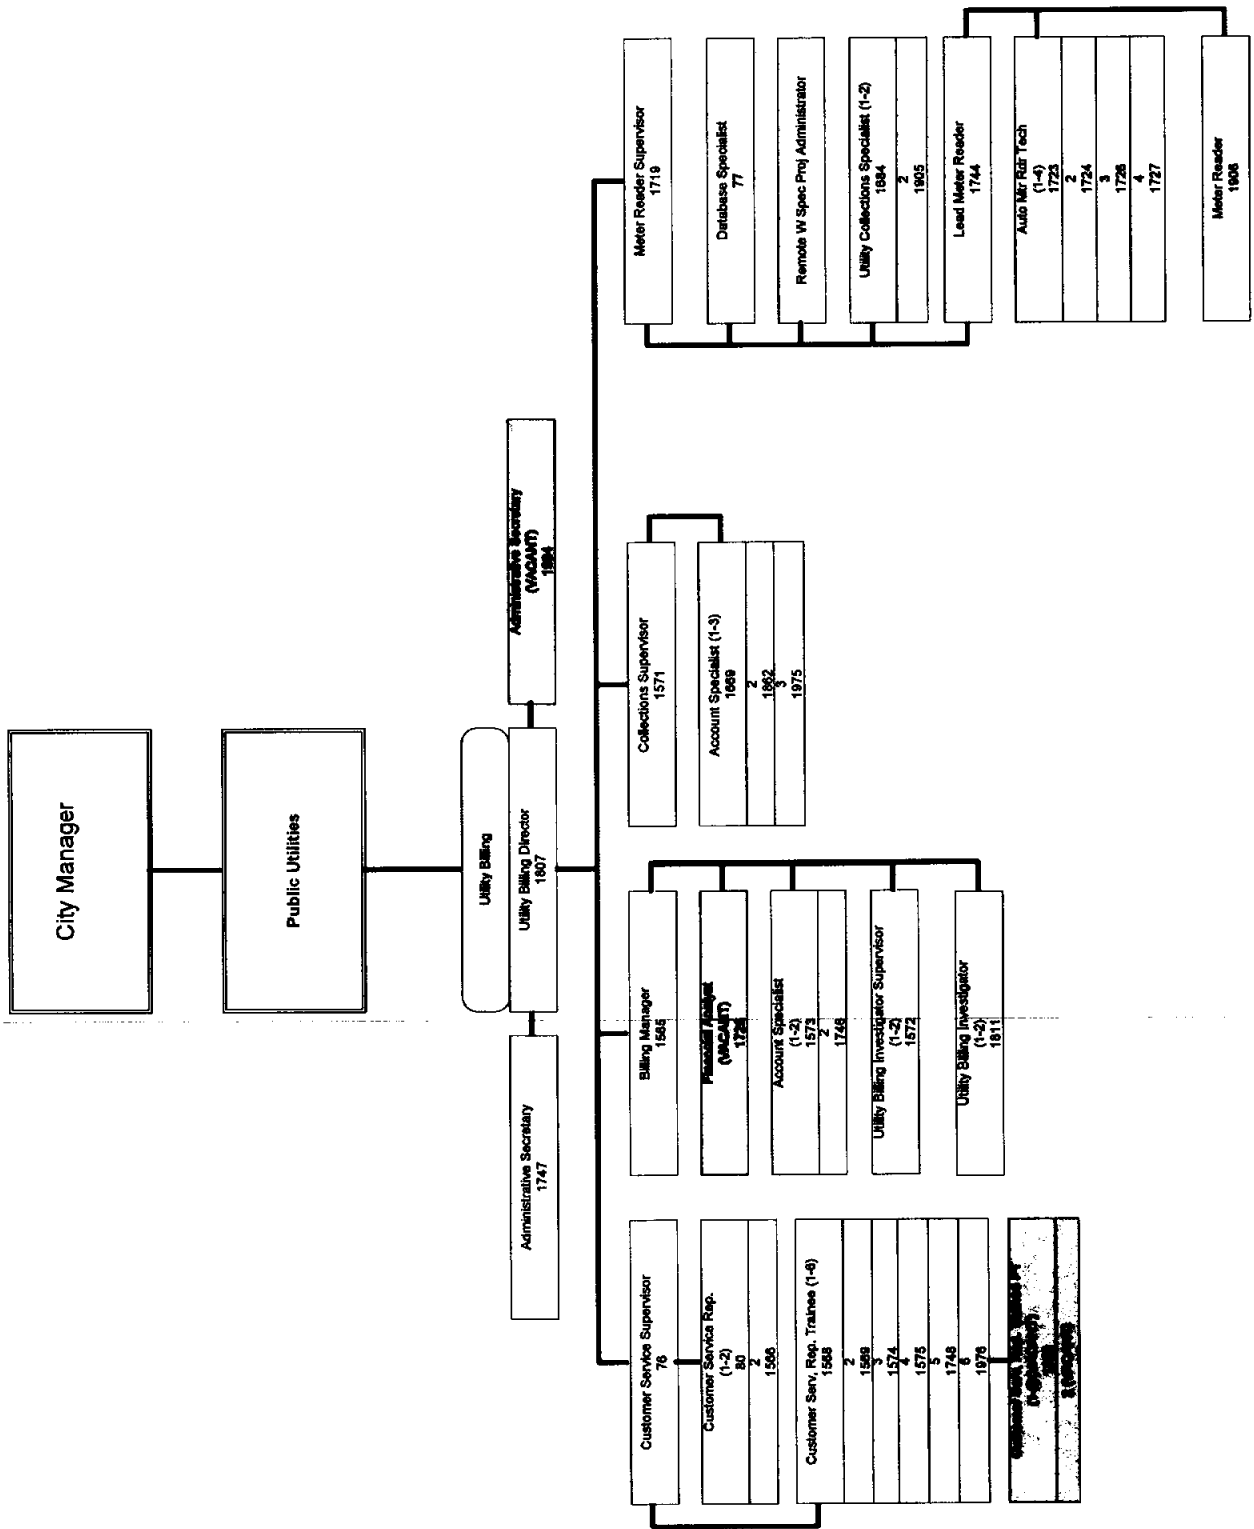 City Manager
Public Utilities
Utility Billing
Utility Billing Director
1807
Administrative Secretary
1747
Administrative Secretary
(VACANT)
Customer Service Supervisor
76
Customer Service Rep.
(1-2)
80
2
1566
Customer Serv, Rep. Trainee (1-6)
1568
2
1569
3
1574
4
1575
5
1748
6
1976
Billing Manager
1565
Financial Analyst
(VACANT)
Account Specialist
(1-2)
1573
2
1746
Utility Billing Investigator Supervisor
(1-2)
1572
Utility Billing Investigator
(1-2)
1811
Collections Supervisor
1571
Account Specialist (1-3)
1669
2
1862
3
1975
Meter Reader Supervisor
1719
Database Specialist
77
Remote W Spec Proj Administrator
Utility Collections Specialist (1-2)
1684
2
1905
Lead Meter Reader
1744
Auto Mtr Rdr Tech
(1-4)
1723
2
1724
3
1726
4
1727
Meter Reader
1906